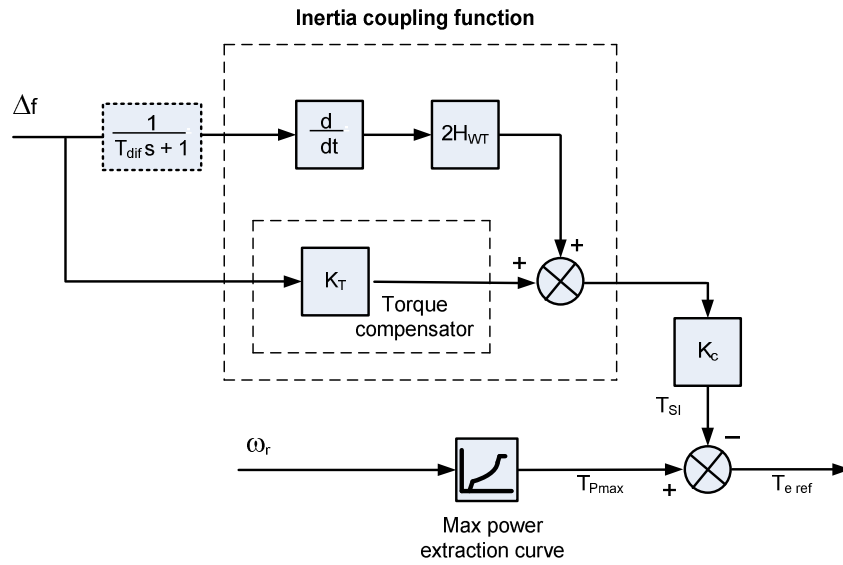 Inertia coupling function
Δf
1
T_dif s + 1
d
dt
2H_WT
+
+
K_T
Torque
compensator
K_c
T_SI
−
ω_r
T_Pmax
+
T_e ref
Max power
extraction curve